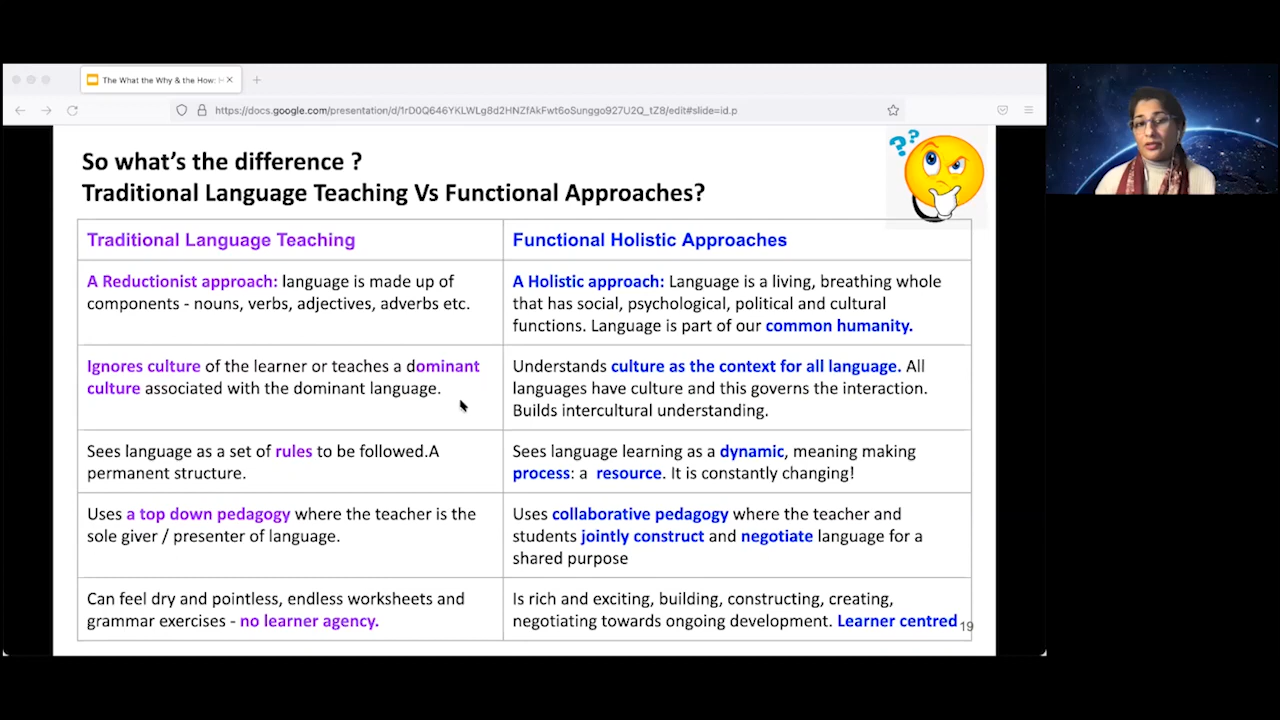 The What the Why & the How: H
https://docs.google.com/presentation/d/1rD0Q646YKLWLg8d2HNZfAkFwt6oSunggo927U2Q_tZ8/edit#slide=id.p
So what's the difference ?
Traditional Language Teaching Vs Functional Approaches?
??
Traditional Language Teaching
A Reductionist approach: language is made up of
components - nouns, verbs, adjectives, adverbs etc.
Ignores culture of the learner or teaches a dominant
culture associated with the dominant language.
Sees language as a set of rules to be followed.A
permanent structure.
Uses a top down pedagogy where the teacher is the
sole giver / presenter of language.
Can feel dry and pointless, endless worksheets and
grammar exercises - no learner agency.
Functional Holistic Approaches
A Holistic approach: Language is a living, breathing whole
that has social, psychological, political and cultural
functions. Language is part of our common humanity.
Understands culture as the context for all language. All
languages have culture and this governs the interaction.
Builds intercultural understanding.
Sees language learning as a dynamic, meaning making
process: a resource. It is constantly changing!
Uses collaborative pedagogy where the teacher and
students jointly construct and negotiate language for a
shared purpose
Is rich and exciting, building, constructing, creating,
negotiating towards ongoing development. Learner centred
19